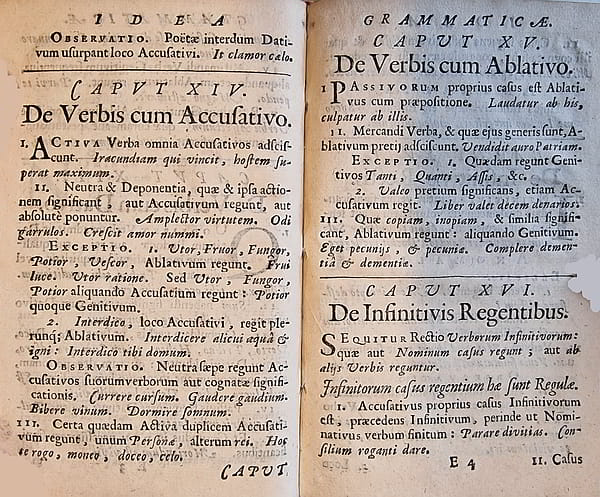 IDEA
OBSERVATIO. Poëtæ interdum Dati-
vum usurpant loco Accusativi. It clamor cœlo.
CAPVT XIV.
De Verbis cum Accusativo.
I. ACTIVA Verba omnia Accusativos adscis-
cunt. Iracundiam qui vincit, hostem su-
perat maximum.
II. Neutra & Deponentia, quæ & ipsa actio-
nem significant, aut Accusativum regunt, aut
absolutè ponuntur. Amplector virtutem. Odi
garrulos. Crescit amor nummi.
EXCEPTIO. 1. Utor, Fruor, Fungor,
Potior, Vescor, Ablativum regunt. Frui
luce. Utor ratione. Sed Utor, Fungor,
Potior aliquando Accusativum regunt: Potior
quoque Genitivum.
2. Interdico, loco Accusativi, regit ple-
runq; Ablativum. Interdicere alicui aquâ &
igni: Interdico tibi domum.
OBSERVATIO. Neutra sæpe regunt Ac-
cusativos suorum verborum aut cognatæ signifi-
cationis. Currere cursum. Gaudere gaudium.
Bibere vinum. Dormire somnum.
III. Certa quædam Activa duplicem Accusati-
vum regunt, unum Personæ, alterum rei. Hoc
te rogo, moneo, doceo, celo.
CAPUT
GRAMMATICÆ.
CAPUT XV.
De Verbis cum Ablativo.
I PASSIVORUM proprius casus est Ablati-
vus cum præpositione. Laudatur ab his,
culpatur ab illis.
II. Mercandi Verba, & quæ ejus generis sunt, A-
blativum pretij adsciscunt. Vendidit auro Patriam.
EXCEPTIO. 1. Quædam regunt Geni-
tivos Tanti, Quanti, Assis, &c.
2. Valeo pretium significans, etiam Ac-
cusativum regit. Liber valet decem denarios.
III. Quæ copiam, inopiam, & similia signifi-
cant, Ablativum regunt: aliquando Genitivum.
Eget pecunijs, & pecuniæ. Complere demen-
tia & dementiæ.
CAPUT XVI.
De Infinitivis Regentibus.
SEQUITUR Rectio Verborum Infinitivorum:
quæ aut Nominum casus regunt; aut ab
alijs Verbis reguntur.
Infinitorum casus regentium hæ sunt Regulæ.
1. Accusativus proprius casus Infinitivorum
est, præcedens Infinitivum, perinde ut Nomi-
nativus verbum finitum: Parare divitias. Con-
silium roganti dare.
E 4
II. Casus